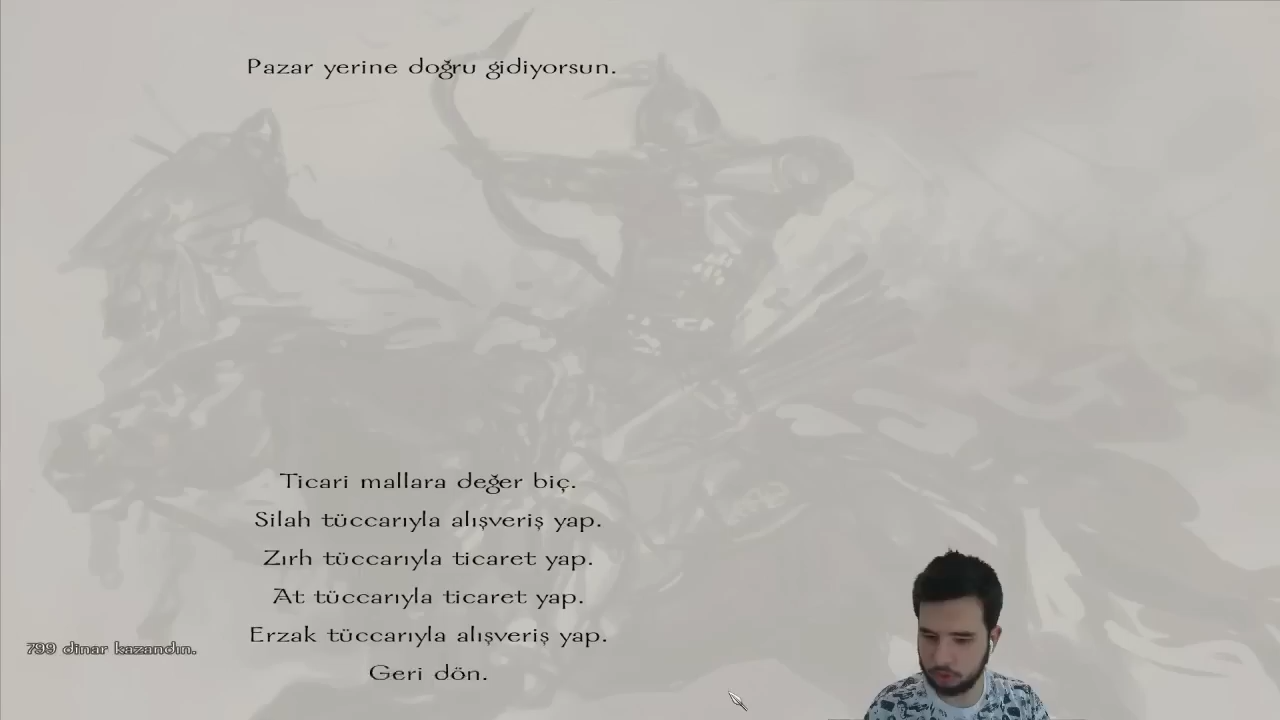 Pazar yerine doğru gidiyorsun.
Ticari mallara değer biç.
Silah tüccarıyla alışveriş yap.
Zırh tüccarıyla ticaret yap.
At tüccarıyla ticaret yap.
Erzak tüccarıyla alışveriş yap.
799 dinar kazandın.
Geri dön.